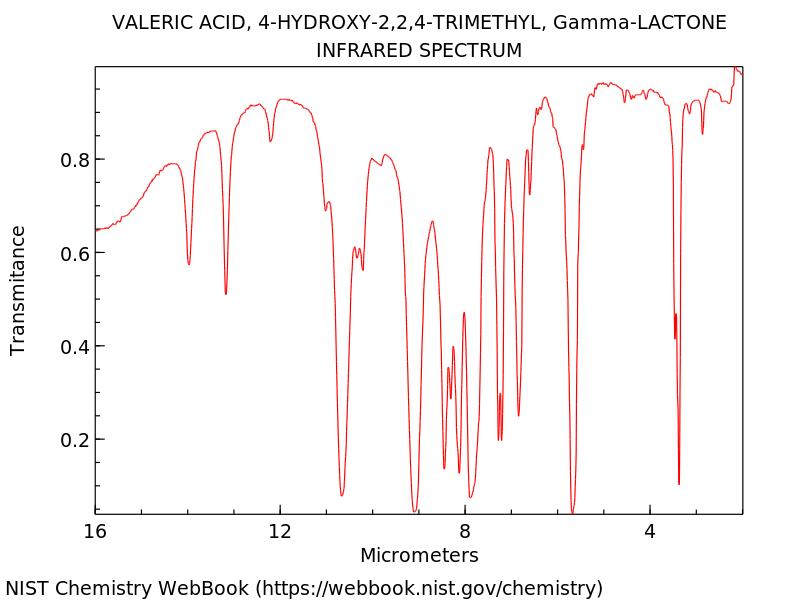 VALERIC ACID, 4-HYDROXY-2,2,4-TRIMETHYL, Gamma-LACTONE
INFRARED SPECTRUM
0.8
0.6
0.4
0.2
Transmitance
16 12 8 4
Micrometers
NIST Chemistry WebBook (https://webbook.nist.gov/chemistry)